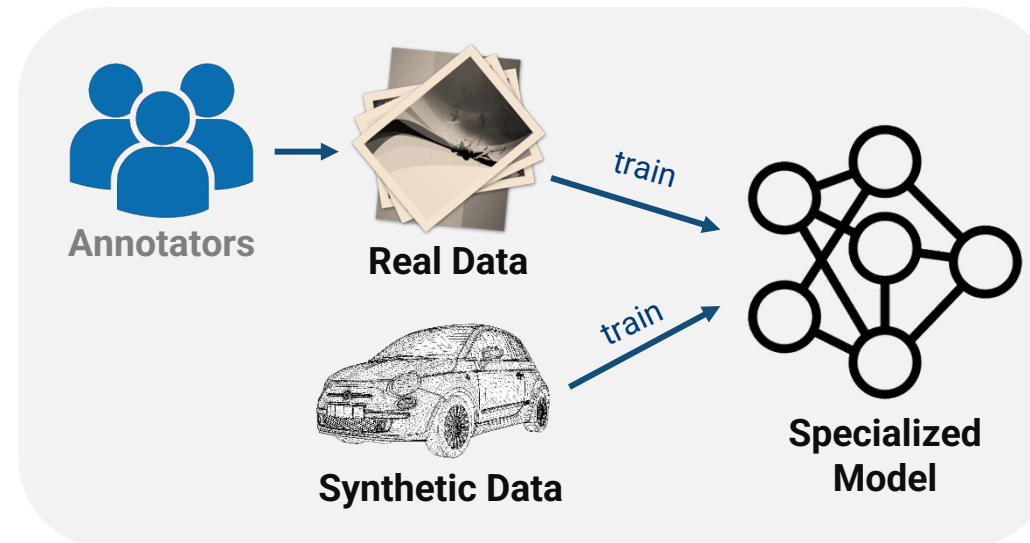 Annotators
Real Data
train
train
Synthetic Data
Specialized
Model